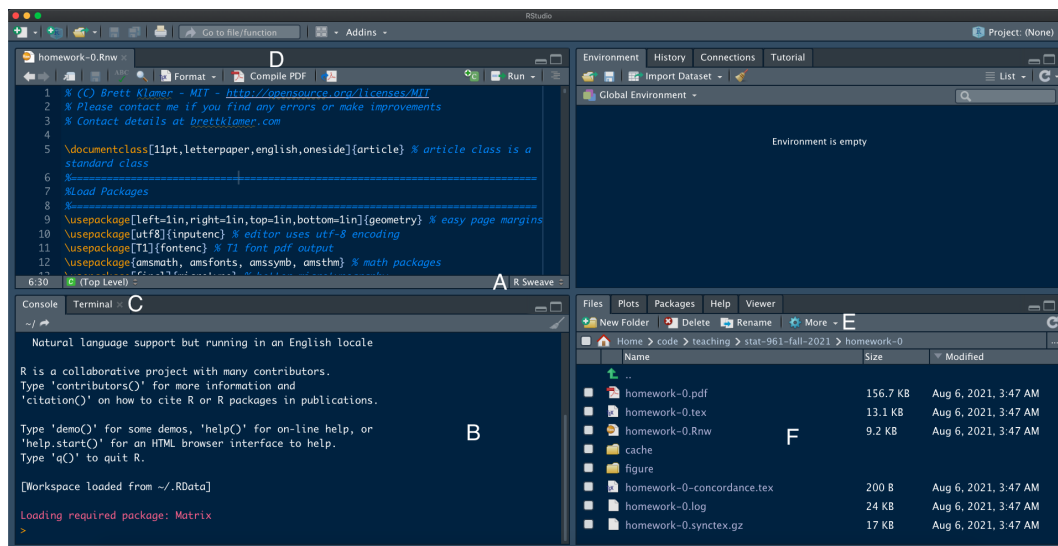 RStudio
Go to file/function
Addins
Project: (None)
homework-0.Rnw
D
ABC
Format
Compile PDF
Run
1 % (C) Brett Klamer - MIT - http://opensource.org/licenses/MIT
2 % Please contact me if you find any errors or make improvements
3 % Contact details at brettklamer.com
4
5 \documentclass[11pt,letterpaper,english,oneside]{article} % article class is a
standard class
6 %==============================================================================
7 %Load Packages
8 %==============================================================================
9 \usepackage[left=1in,right=1in,top=1in,bottom=1in]{geometry} % easy page margins
10 \usepackage[utf8]{inputenc} % editor uses utf-8 encoding
11 \usepackage[T1]{fontenc} % T1 font pdf output
12 \usepackage{amsmath, amsfonts, amssymb, amsthm} % math packages
6:30
(Top Level)
A
R Sweave
Console Terminal
C
~/
Natural language support but running in an English locale
R is a collaborative project with many contributors.
Type 'contributors()' for more information and
'citation()' on how to cite R or R packages in publications.
Type 'demo()' for some demos, 'help()' for on-line help, or
'help.start()' for an HTML browser interface to help.
Type 'q()' to quit R.
B
[Workspace loaded from ~/.RData]
Loading required package: Matrix
>
Environment History Connections Tutorial
Import Dataset
List
Global Environment
Environment is empty
Files Plots Packages Help Viewer
New Folder Delete Rename More
E
Home code teaching stat-961-fall-2021 homework-0
...
Name Size Modified
..
homework-0.pdf 156.7 KB Aug 6, 2021, 3:47 AM
homework-0.tex 13.1 KB Aug 6, 2021, 3:47 AM
homework-0.Rnw 9.2 KB Aug 6, 2021, 3:47 AM
F
cache
figure
homework-0-concordance.tex 200 B Aug 6, 2021, 3:47 AM
homework-0.log 24 KB Aug 6, 2021, 3:47 AM
homework-0.synctex.gz 17 KB Aug 6, 2021, 3:47 AM